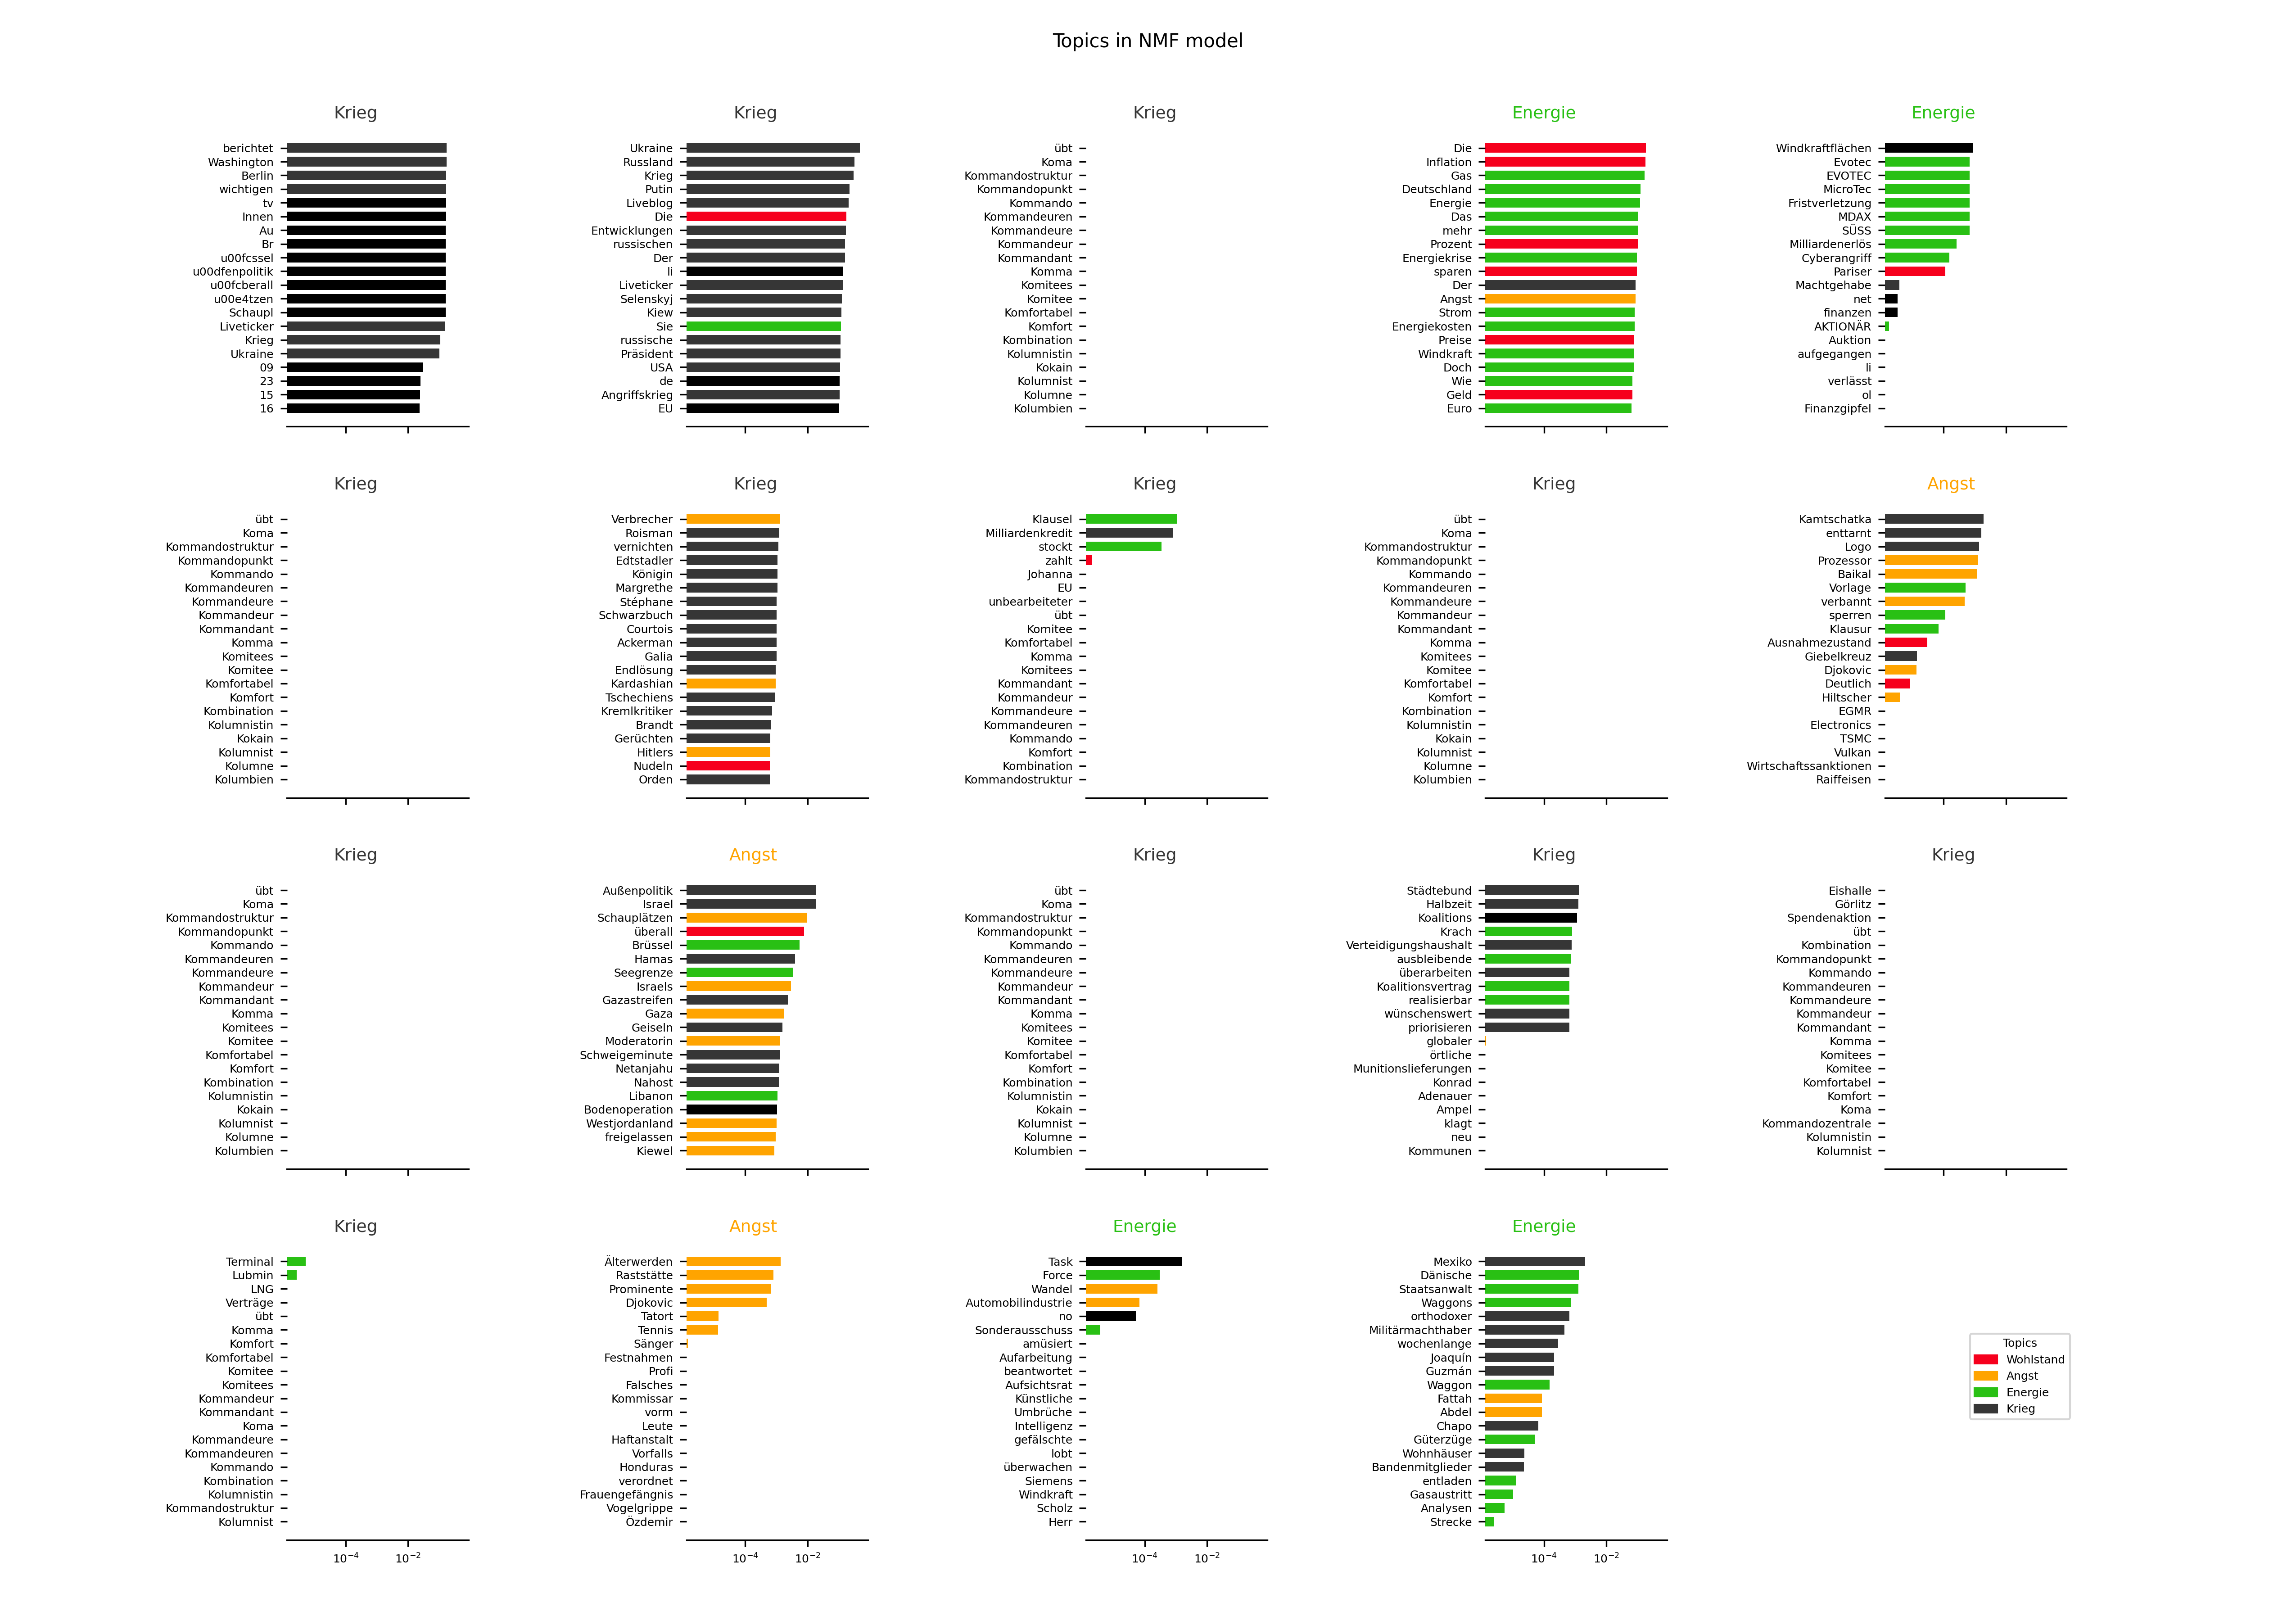 Topics in NMF model
Krieg
berichtet
Washington
Berlin
wichtigen
tv
Innen
Au
Br
u00fcssel
u00dfenpolitik
u00fcberall
u00e4tzen
Schaupl
Liveticker
Krieg
Ukraine
09
23
15
16
Krieg
Ukraine
Russland
Krieg
Putin
Liveblog
Die
Entwicklungen
russischen
Der
li
Liveticker
Selenskyj
Kiew
Sie
russische
Präsident
USA
de
Angriffskrieg
EU
Krieg
übt
Koma
Kommandostruktur
Kommandopunkt
Kommando
Kommandeuren
Kommandeure
Kommandeur
Kommandant
Komma
Komitees
Komitee
Komfortabel
Komfort
Kombination
Kolumnistin
Kokain
Kolumnist
Kolumne
Kolumbien
Energie
Die
Inflation
Gas
Deutschland
Energie
Das
mehr
Prozent
Energiekrise
sparen
Der
Angst
Strom
Energiekosten
Preise
Windkraft
Doch
Wie
Geld
Euro
Energie
Windkraftflächen
Evotec
EVOTEC
MicroTec
Fristverletzung
MDAX
SÜSS
Milliardenerlös
Cyberangriff
Pariser
Machtgehabe
net
finanzen
AKTIONÄR
Auktion
aufgegangen
li
verlässt
ol
Finanzgipfel
Krieg
übt
Koma
Kommandostruktur
Kommandopunkt
Kommando
Kommandeuren
Kommandeure
Kommandeur
Kommandant
Komma
Komitees
Komitee
Komfortabel
Komfort
Kombination
Kolumnistin
Kokain
Kolumnist
Kolumne
Kolumbien
Krieg
Verbrecher
Roisman
vernichten
Edtstadler
Königin
Margrethe
Stéphane
Schwarzbuch
Courtois
Ackerman
Galia
Endlösung
Kardashian
Tschechiens
Kremlkritiker
Brandt
Gerüchten
Hitlers
Nudeln
Orden
Krieg
Klausel
Milliardenkredit
stockt
zahlt
Johanna
EU
unbearbeiteter
übt
Komitee
Komfortabel
Komma
Komitees
Kommandant
Kommandeur
Kommandeure
Kommandeuren
Kommando
Komfort
Kombination
Kommandostruktur
Krieg
übt
Koma
Kommandostruktur
Kommandopunkt
Kommando
Kommandeuren
Kommandeure
Kommandeur
Kommandant
Komma
Komitees
Komitee
Komfortabel
Komfort
Kombination
Kolumnistin
Kokain
Kolumnist
Kolumne
Kolumbien
Angst
Kamtschatka
enttarnt
Logo
Prozessor
Baikal
Vorlage
verbannt
sperren
Klausur
Ausnahmezustand
Giebelkreuz
Djokovic
Deutlich
Hiltscher
EGMR
Electronics
TSMC
Vulkan
Wirtschaftssanktionen
Raiffeisen
Krieg
übt
Koma
Kommandostruktur
Kommandopunkt
Kommando
Kommandeuren
Kommandeure
Kommandeur
Kommandant
Komma
Komitees
Komitee
Komfortabel
Komfort
Kombination
Kolumnistin
Kokain
Kolumnist
Kolumne
Kolumbien
Angst
Außenpolitik
Israel
Schauplätzen
überall
Brüssel
Hamas
Seegrenze
Israels
Gazastreifen
Gaza
Geiseln
Moderatorin
Schweigeminute
Netanjahu
Nahost
Libanon
Bodenoperation
Westjordanland
freigelassen
Kiewel
Krieg
übt
Koma
Kommandostruktur
Kommandopunkt
Kommando
Kommandeuren
Kommandeure
Kommandeur
Kommandant
Komma
Komitees
Komitee
Komfortabel
Komfort
Kombination
Kolumnistin
Kokain
Kolumnist
Kolumne
Kolumbien
Krieg
Städtebund
Halbzeit
Koalitions
Krach
Verteidigungshaushalt
ausbleibende
überarbeiten
Koalitionsvertrag
realisierbar
wünschenswert
priorisieren
globaler
örtliche
Munitionslieferungen
Konrad
Adenauer
Ampel
klagt
neu
Kommunen
Krieg
Eishalle
Görlitz
Spendenaktion
übt
Kombination
Kommandopunkt
Kommando
Kommandeuren
Kommandeure
Kommandeur
Kommandant
Komma
Komitees
Komitee
Komfortabel
Komfort
Koma
Kommandozentrale
Kolumnistin
Kolumnist
Krieg
Terminal
Lubmin
LNG
Verträge
übt
Komma
Komfort
Komfortabel
Komitee
Komitees
Kommandeur
Kommandant
Koma
Kommandeure
Kommandeuren
Kommando
Kombination
Kolumnistin
Kommandostruktur
Kolumnist
10⁻⁴ 10⁻²
Angst
Älterwerden
Raststätte
Prominente
Djokovic
Tatort
Tennis
Sänger
Festnahmen
Profi
Falsches
Kommissar
vorm
Leute
Haftanstalt
Vorfalls
Honduras
verordnet
Frauengefängnis
Vogelgrippe
Özdemir
10⁻⁴ 10⁻²
Energie
Task
Force
Wandel
Automobilindustrie
no
Sonderausschuss
amüsiert
Aufarbeitung
beantwortet
Aufsichtsrat
Künstliche
Umbrüche
Intelligenz
gefälschte
lobt
überwachen
Siemens
Windkraft
Scholz
Herr
10⁻⁴ 10⁻²
Energie
Mexiko
Dänische
Staatsanwalt
Waggons
orthodoxer
Militärmachthaber
wochenlange
Joaquín
Guzmán
Waggon
Fattah
Abdel
Chapo
Güterzüge
Wohnhäuser
Bandenmitglieder
entladen
Gasaustritt
Analysen
Strecke
10⁻⁴ 10⁻²
Topics
Wohlstand
Angst
Energie
Krieg